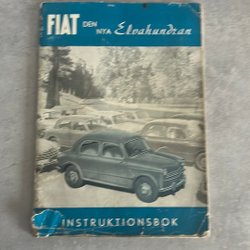 FIAT DEN NYA Elvahundran
INSTRUKTIONSBOK